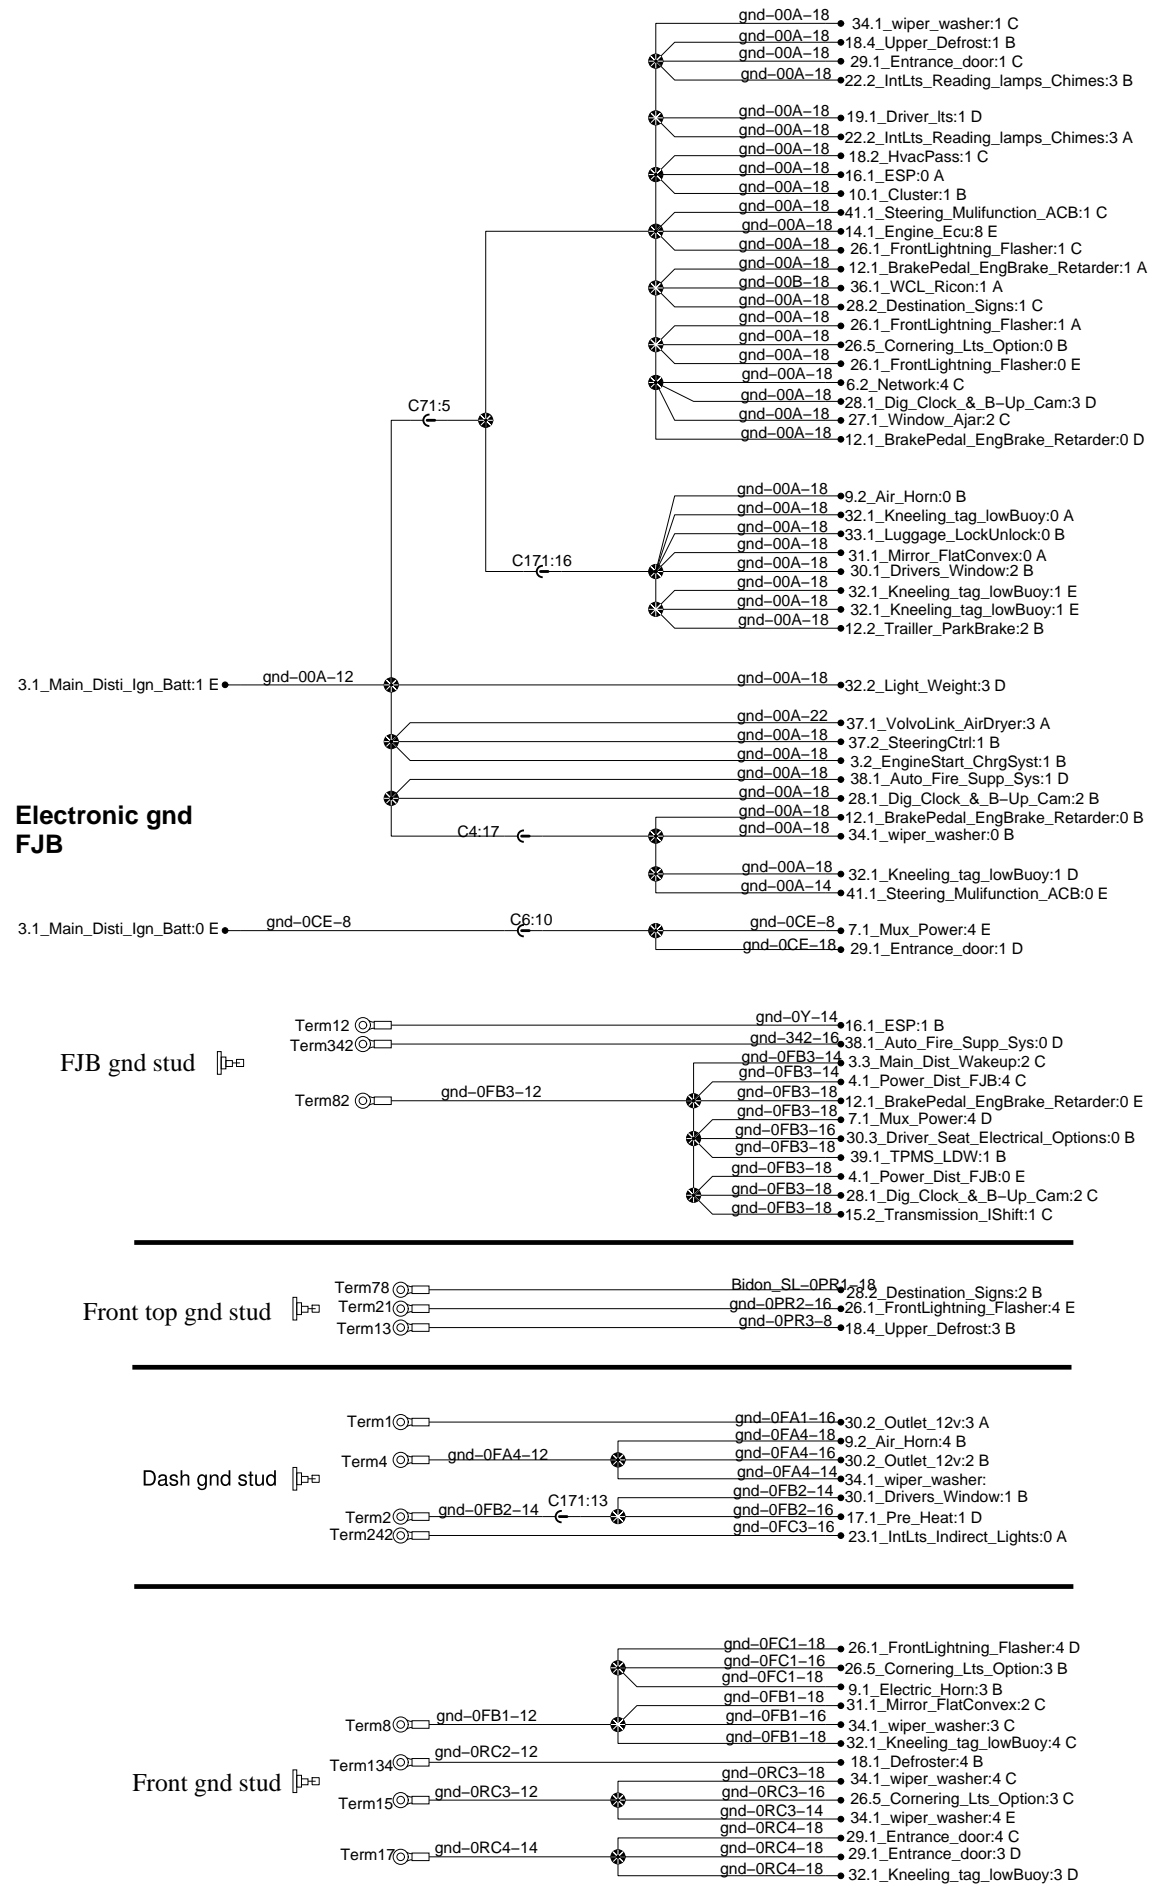 gnd−00A−18 34.1_wiper_washer:1 C
gnd−00A−18 18.4_Upper_Defrost:1 B
gnd−00A−18 29.1_Entrance_door:1 C
gnd−00A−18 22.2_IntLts_Reading_lamps_Chimes:3 B
gnd−00A−18 19.1_Driver_lts:1 D
gnd−00A−18 22.2_IntLts_Reading_lamps_Chimes:3 A
gnd−00A−18 18.2_HvacPass:1 C
gnd−00A−18 16.1_ESP:0 A
gnd−00A−18 10.1_Cluster:1 B
gnd−00A−18 41.1_Steering_Mulifunction_ACB:1 C
gnd−00A−18 14.1_Engine_Ecu:8 E
gnd−00A−18 26.1_FrontLightning_Flasher:1 C
gnd−00A−18 12.1_BrakePedal_EngBrake_Retarder:1 A
gnd−00B−18 36.1_WCL_Ricon:1 A
gnd−00A−18 28.2_Destination_Signs:1 C
gnd−00A−18 26.1_FrontLightning_Flasher:1 A
gnd−00A−18 26.5_Cornering_Lts_Option:0 B
gnd−00A−18 26.1_FrontLightning_Flasher:0 E
gnd−00A−18 6.2_Network:4 C
gnd−00A−18 28.1_Dig_Clock_&_B−Up_Cam:3 D
C71:5
gnd−00A−18 27.1_Window_Ajar:2 C
gnd−00A−18 12.1_BrakePedal_EngBrake_Retarder:0 D
gnd−00A−18 9.2_Air_Horn:0 B
gnd−00A−18 32.1_Kneeling_tag_lowBuoy:0 A
gnd−00A−18 33.1_Luggage_LockUnlock:0 B
gnd−00A−18 31.1_Mirror_FlatConvex:0 A
C171:16 gnd−00A−18 30.1_Drivers_Window:2 B
gnd−00A−18 32.1_Kneeling_tag_lowBuoy:1 E
gnd−00A−18 32.1_Kneeling_tag_lowBuoy:1 E
gnd−00A−18 12.2_Trailler_ParkBrake:2 B
3.1_Main_Disti_Ign_Batt:1 E gnd−00A−12 gnd−00A−18 32.2_Light_Weight:3 D
gnd−00A−22 37.1_VolvoLink_AirDryer:3 A
gnd−00A−18 37.2_SteeringCtrl:1 B
gnd−00A−18 3.2_EngineStart_ChrgSyst:1 B
gnd−00A−18 38.1_Auto_Fire_Supp_Sys:1 D
gnd−00A−18 28.1_Dig_Clock_&_B−Up_Cam:2 B
Electronic gnd
FJB
gnd−00A−18 12.1_BrakePedal_EngBrake_Retarder:0 B
C4:17 gnd−00A−18 34.1_wiper_washer:0 B
gnd−00A−18 32.1_Kneeling_tag_lowBuoy:1 D
gnd−00A−14 41.1_Steering_Mulifunction_ACB:0 E
3.1_Main_Disti_Ign_Batt:0 E gnd−0CE−8 C6:10 gnd−0CE−8 7.1_Mux_Power:4 E
gnd−0CE−18 29.1_Entrance_door:1 D
Term12 gnd−0Y−14 16.1_ESP:1 B
Term342 gnd−342−16 38.1_Auto_Fire_Supp_Sys:0 D
FJB gnd stud
gnd−0FB3−14 3.3_Main_Dist_Wakeup:2 C
gnd−0FB3−14 4.1_Power_Dist_FJB:4 C
Term82 gnd−0FB3−12 gnd−0FB3−18 12.1_BrakePedal_EngBrake_Retarder:0 E
gnd−0FB3−18 7.1_Mux_Power:4 D
gnd−0FB3−16 30.3_Driver_Seat_Electrical_Options:0 B
gnd−0FB3−18 39.1_TPMS_LDW:1 B
gnd−0FB3−18 4.1_Power_Dist_FJB:0 E
gnd−0FB3−18 28.1_Dig_Clock_&_B−Up_Cam:2 C
gnd−0FB3−18 15.2_Transmission_IShift:1 C
Term78 Bidon_SL−0PR1−18 28.2_Destination_Signs:2 B
Front top gnd stud Term21 gnd−0PR2−16 26.1_FrontLightning_Flasher:4 E
Term13 gnd−0PR3−8 18.4_Upper_Defrost:3 B
Term1 gnd−0FA1−16 30.2_Outlet_12v:3 A
gnd−0FA4−18 9.2_Air_Horn:4 B
Term4 gnd−0FA4−12 gnd−0FA4−16 30.2_Outlet_12v:2 B
Dash gnd stud gnd−0FA4−14 34.1_wiper_washer:
gnd−0FB2−14 30.1_Drivers_Window:1 B
Term2 gnd−0FB2−14 C171:13 gnd−0FB2−16 17.1_Pre_Heat:1 D
Term242 gnd−0FC3−16 23.1_IntLts_Indirect_Lights:0 A
gnd−0FC1−18 26.1_FrontLightning_Flasher:4 D
gnd−0FC1−16 26.5_Cornering_Lts_Option:3 B
gnd−0FC1−18 9.1_Electric_Horn:3 B
gnd−0FB1−18 31.1_Mirror_FlatConvex:2 C
Term8 gnd−0FB1−12 gnd−0FB1−16 34.1_wiper_washer:3 C
gnd−0FB1−18 32.1_Kneeling_tag_lowBuoy:4 C
Term134 gnd−0RC2−12 18.1_Defroster:4 B
Front gnd stud
gnd−0RC3−18 34.1_wiper_washer:4 C
Term15 gnd−0RC3−12 gnd−0RC3−16 26.5_Cornering_Lts_Option:3 C
gnd−0RC3−14 34.1_wiper_washer:4 E
gnd−0RC4−18 29.1_Entrance_door:4 C
Term17 gnd−0RC4−14 gnd−0RC4−18 29.1_Entrance_door:3 D
gnd−0RC4−18 32.1_Kneeling_tag_lowBuoy:3 D